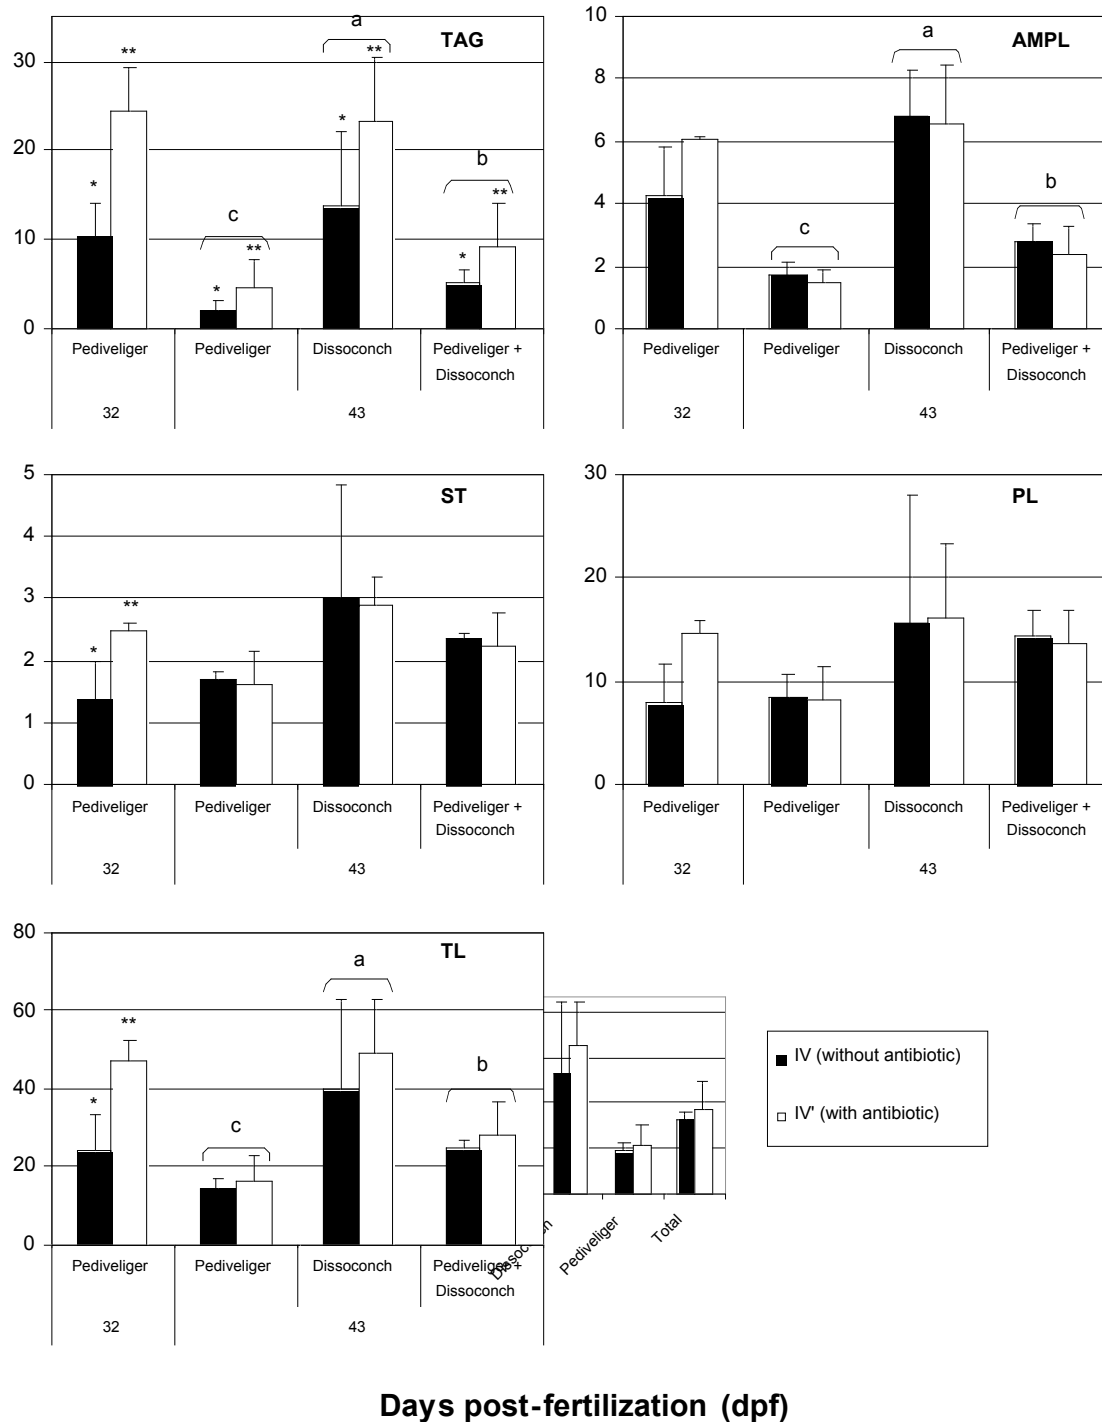 TAG
30
20
10
0
a
b
c
* ** * ** * ** * **
Pediveliger Pediveliger Dissoconch Pediveliger +
Dissoconch
32 43
AMPL
10
8
6
4
2
0
a
b
c
Pediveliger Pediveliger Dissoconch Pediveliger +
Dissoconch
32 43
ST
5
4
3
2
1
0
* **
Pediveliger Pediveliger Dissoconch Pediveliger +
Dissoconch
32 43
PL
30
20
10
0
Pediveliger Pediveliger Dissoconch Pediveliger +
Dissoconch
32 43
TL
80
60
40
20
0
a
b
c
* **
Pediveliger Pediveliger Dissoconch Pediveliger +
Dissoconch
32 43
Dissoconch
Pediveliger
Total
IV (without antibiotic)
IV' (with antibiotic)
Days post-fertilization (dpf)